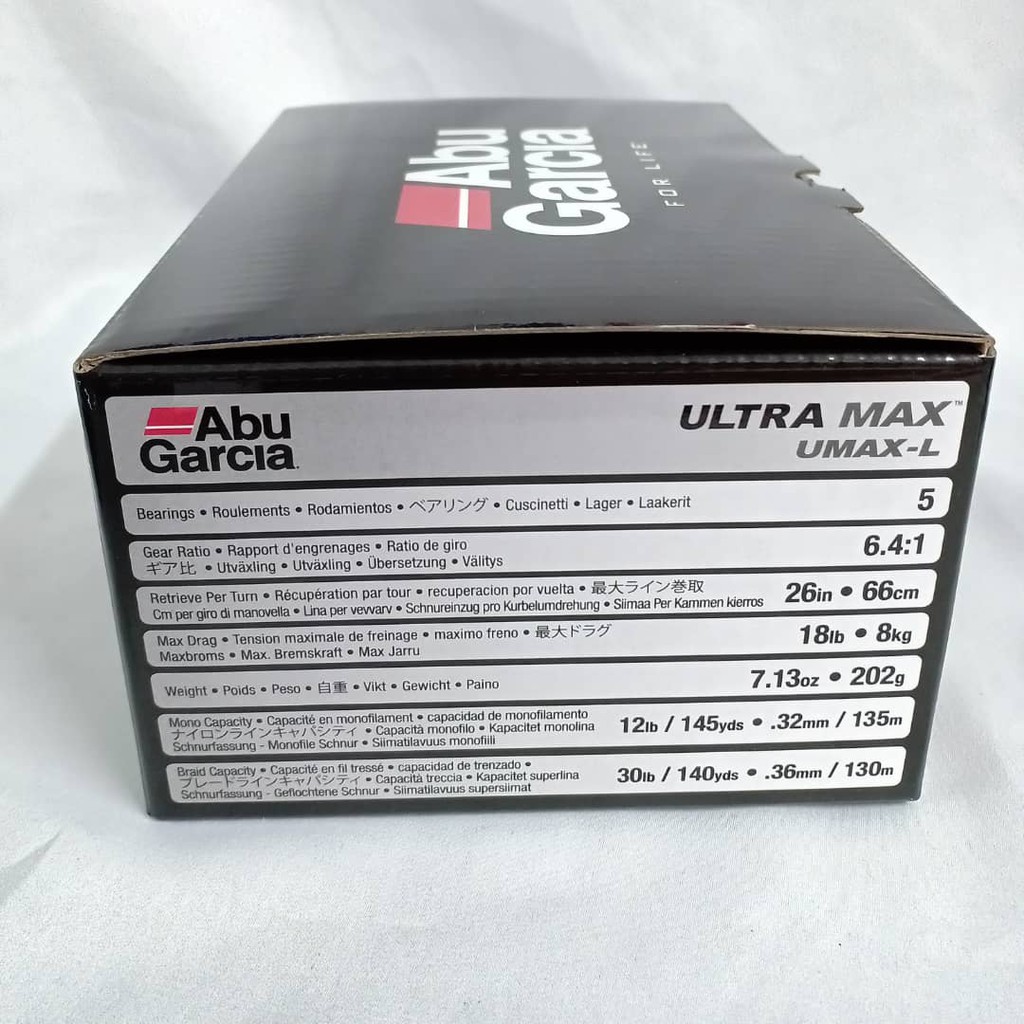 Abu
Garcia
FOR LIFE
Abu
Garcia
ULTRA MAX™
UMAX-L
Bearings • Roulements • Rodamientos • ベアリング • Cuscinetti • Lager • Laakerit
5
Gear Ratio • Rapport d'engrenages • Ratio de giro
ギア比 • Utväxling • Utväxling • Übersetzung • Välitys
6.4:1
Retrieve Per Turn • Récupération par tour • recuperacion por vuelta • 最大ライン巻取
Cm per giro di manovella • Lina per vevvarv • Schnureinzug pro Kurbelumdrehung • Siimaa Per Kammen kierros
26in • 66cm
Max Drag • Tension maximale de freinage • maximo freno • 最大ドラグ
Maxbroms • Max. Bremskraft • Max Jarru
18lb • 8kg
Weight • Poids • Peso • 自重 • Vikt • Gewicht • Paino
7.13oz • 202g
Mono Capacity • Capacité en monofilament • capacidad de monofilamento
ナイロンラインキャパシティ • Capacità monofilo • Kapacitet monolina
Schnurfassung - Monofile Schnur • Siimatilavuus monofiili
12lb / 145yds • .32mm / 135m
Braid Capacity • Capacité en fil tressé • capacidad de trenzado •
ブレードラインキャパシティ • Capacità treccia • Kapacitet superlina
Schnurfassung - Geflochtene Schnur • Siimatilavuus supersiimat
30lb / 140yds • .36mm / 130m